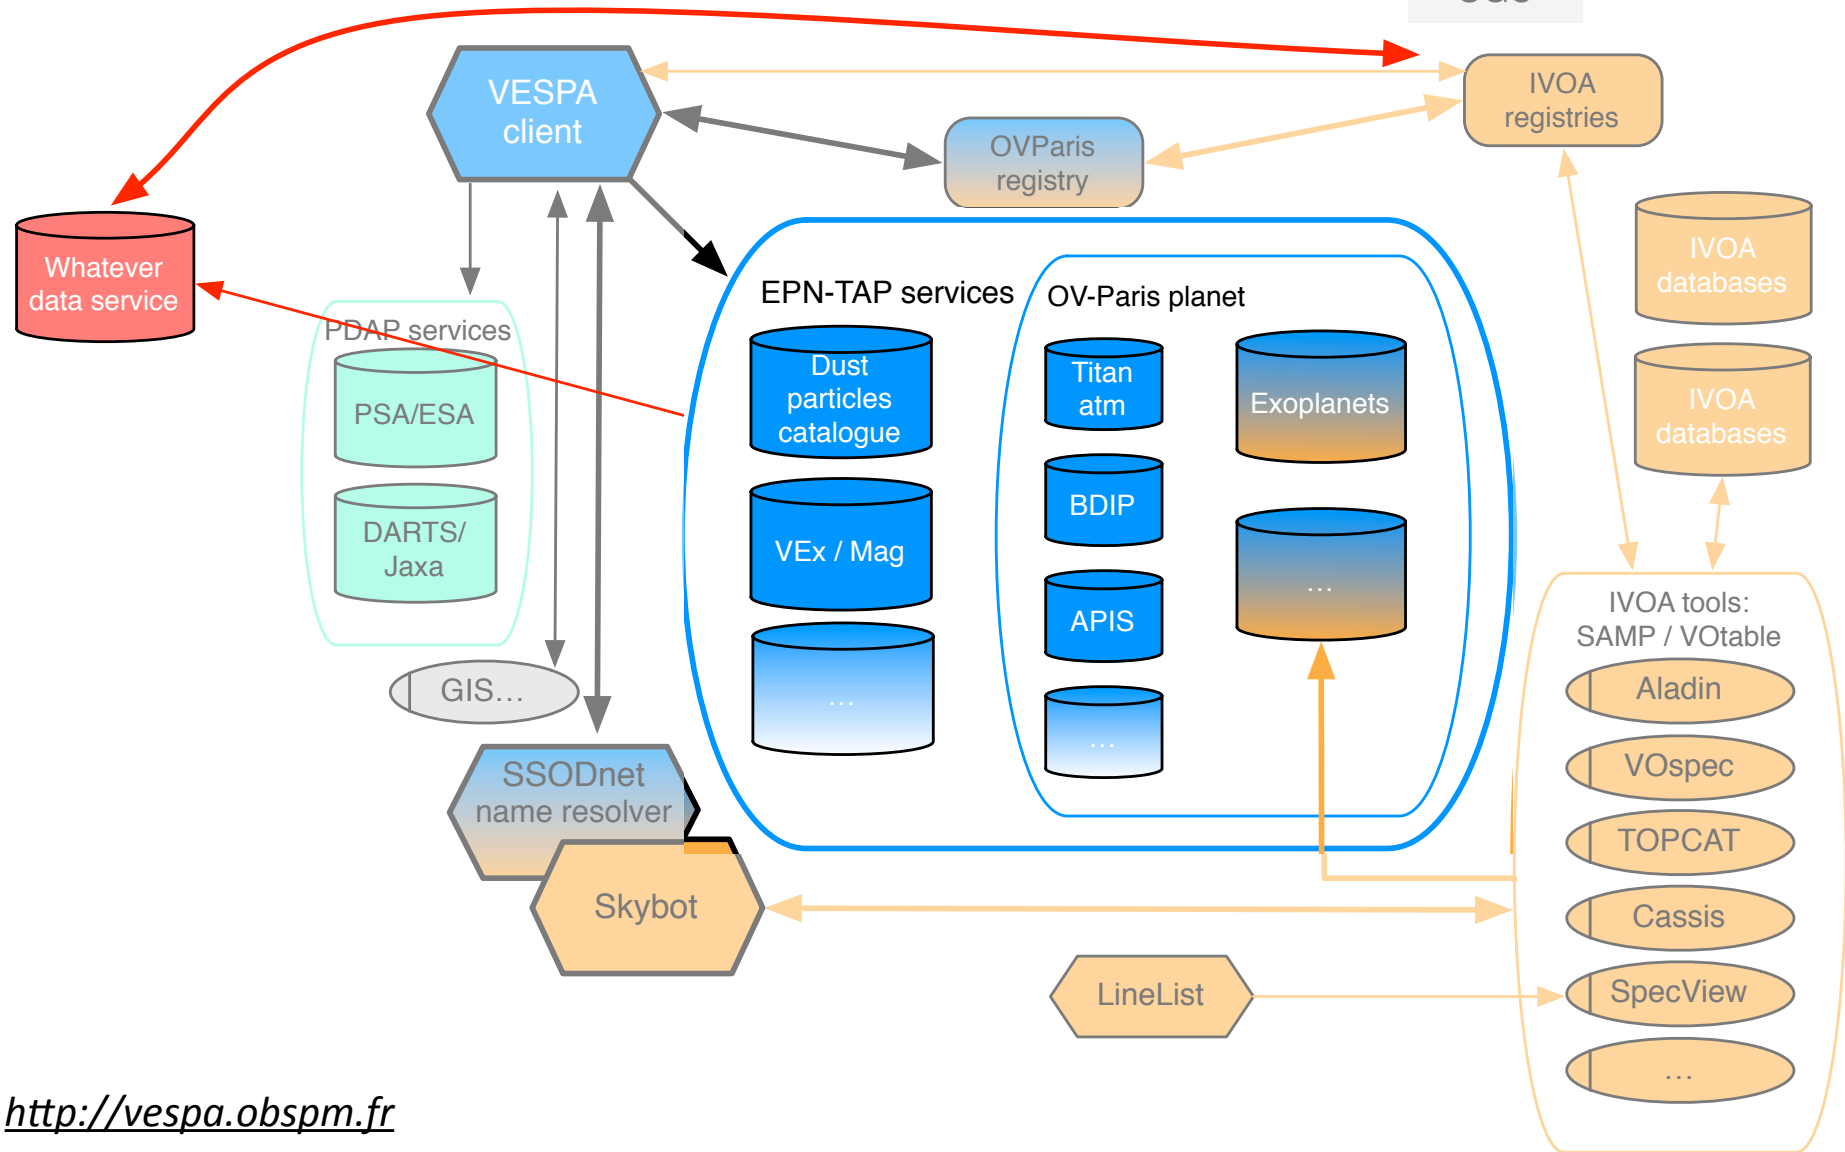 VESPA
client
IVOA
registries
OVParis
registry
Whatever
data service
IVOA
databases
IVOA
databases
EPN-TAP services
OV-Paris planet
PDAP services
PSA/ESA
DARTS/
Jaxa
Dust
particles
catalogue
VEx / Mag
…
Titan
atm
BDIP
APIS
…
Exoplanets
…
GIS…
SSODnet
name resolver
Skybot
LineList
IVOA tools:
SAMP / VOtable
Aladin
VOspec
TOPCAT
Cassis
SpecView
…
http://vespa.obspm.fr